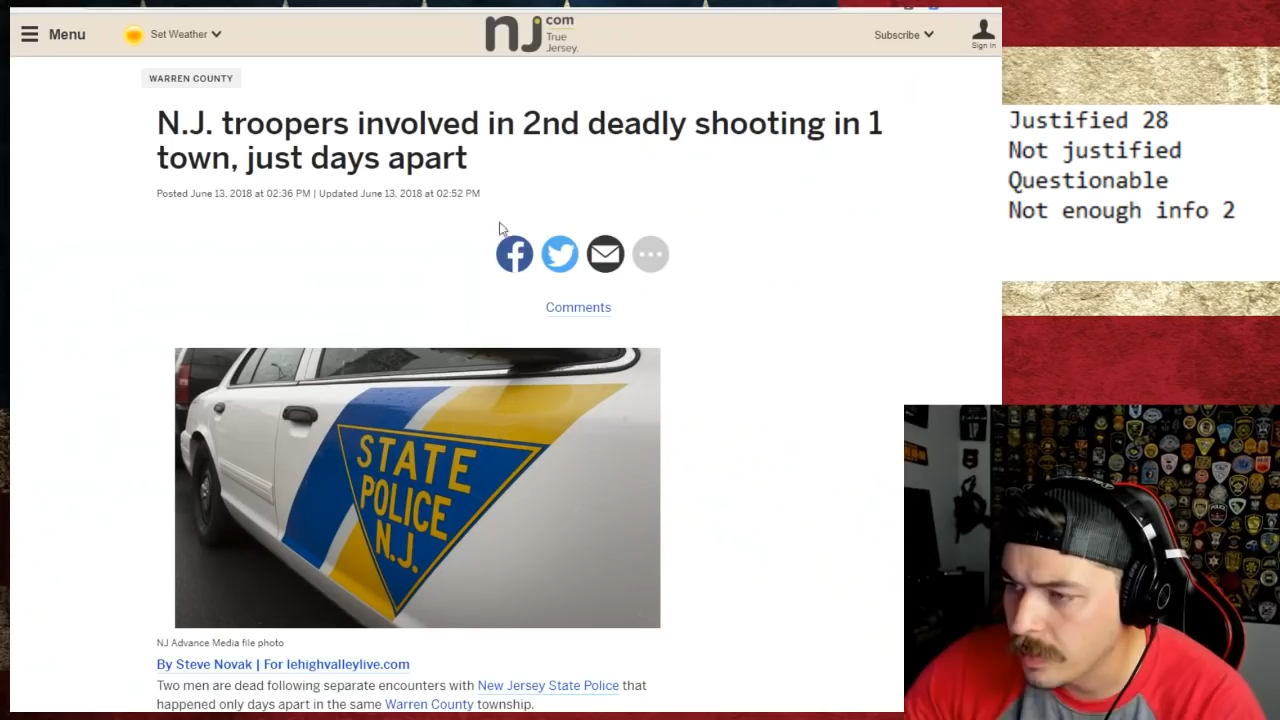 Menu
Set Weather
nj
com
True
Jersey.
Subscribe
Sign In
WARREN COUNTY
N.J. troopers involved in 2nd deadly shooting in 1
town, just days apart
Posted June 13, 2018 at 02:36 PM | Updated June 13, 2018 at 02:52 PM
Comments
STATE
POLICE
N.J.
NJ Advance Media file photo
By Steve Novak | For lehighvalleylive.com
Two men are dead following separate encounters with New Jersey State Police that
happened only days apart in the same Warren County township.
Justified 28
Not justified
Questionable
Not enough info 2